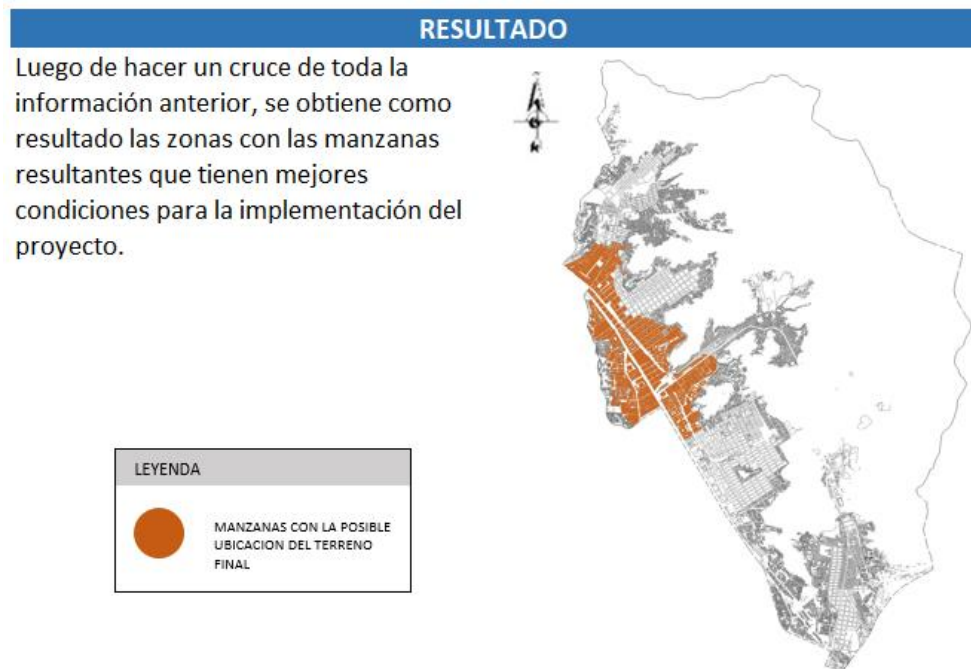 RESULTADO
Luego de hacer un cruce de toda la
información anterior, se obtiene como
resultado las zonas con las manzanas
resultantes que tienen mejores
condiciones para la implementación del
proyecto.
LEYENDA
MANZANAS CON LA POSIBLE
UBICACION DEL TERRENO
FINAL